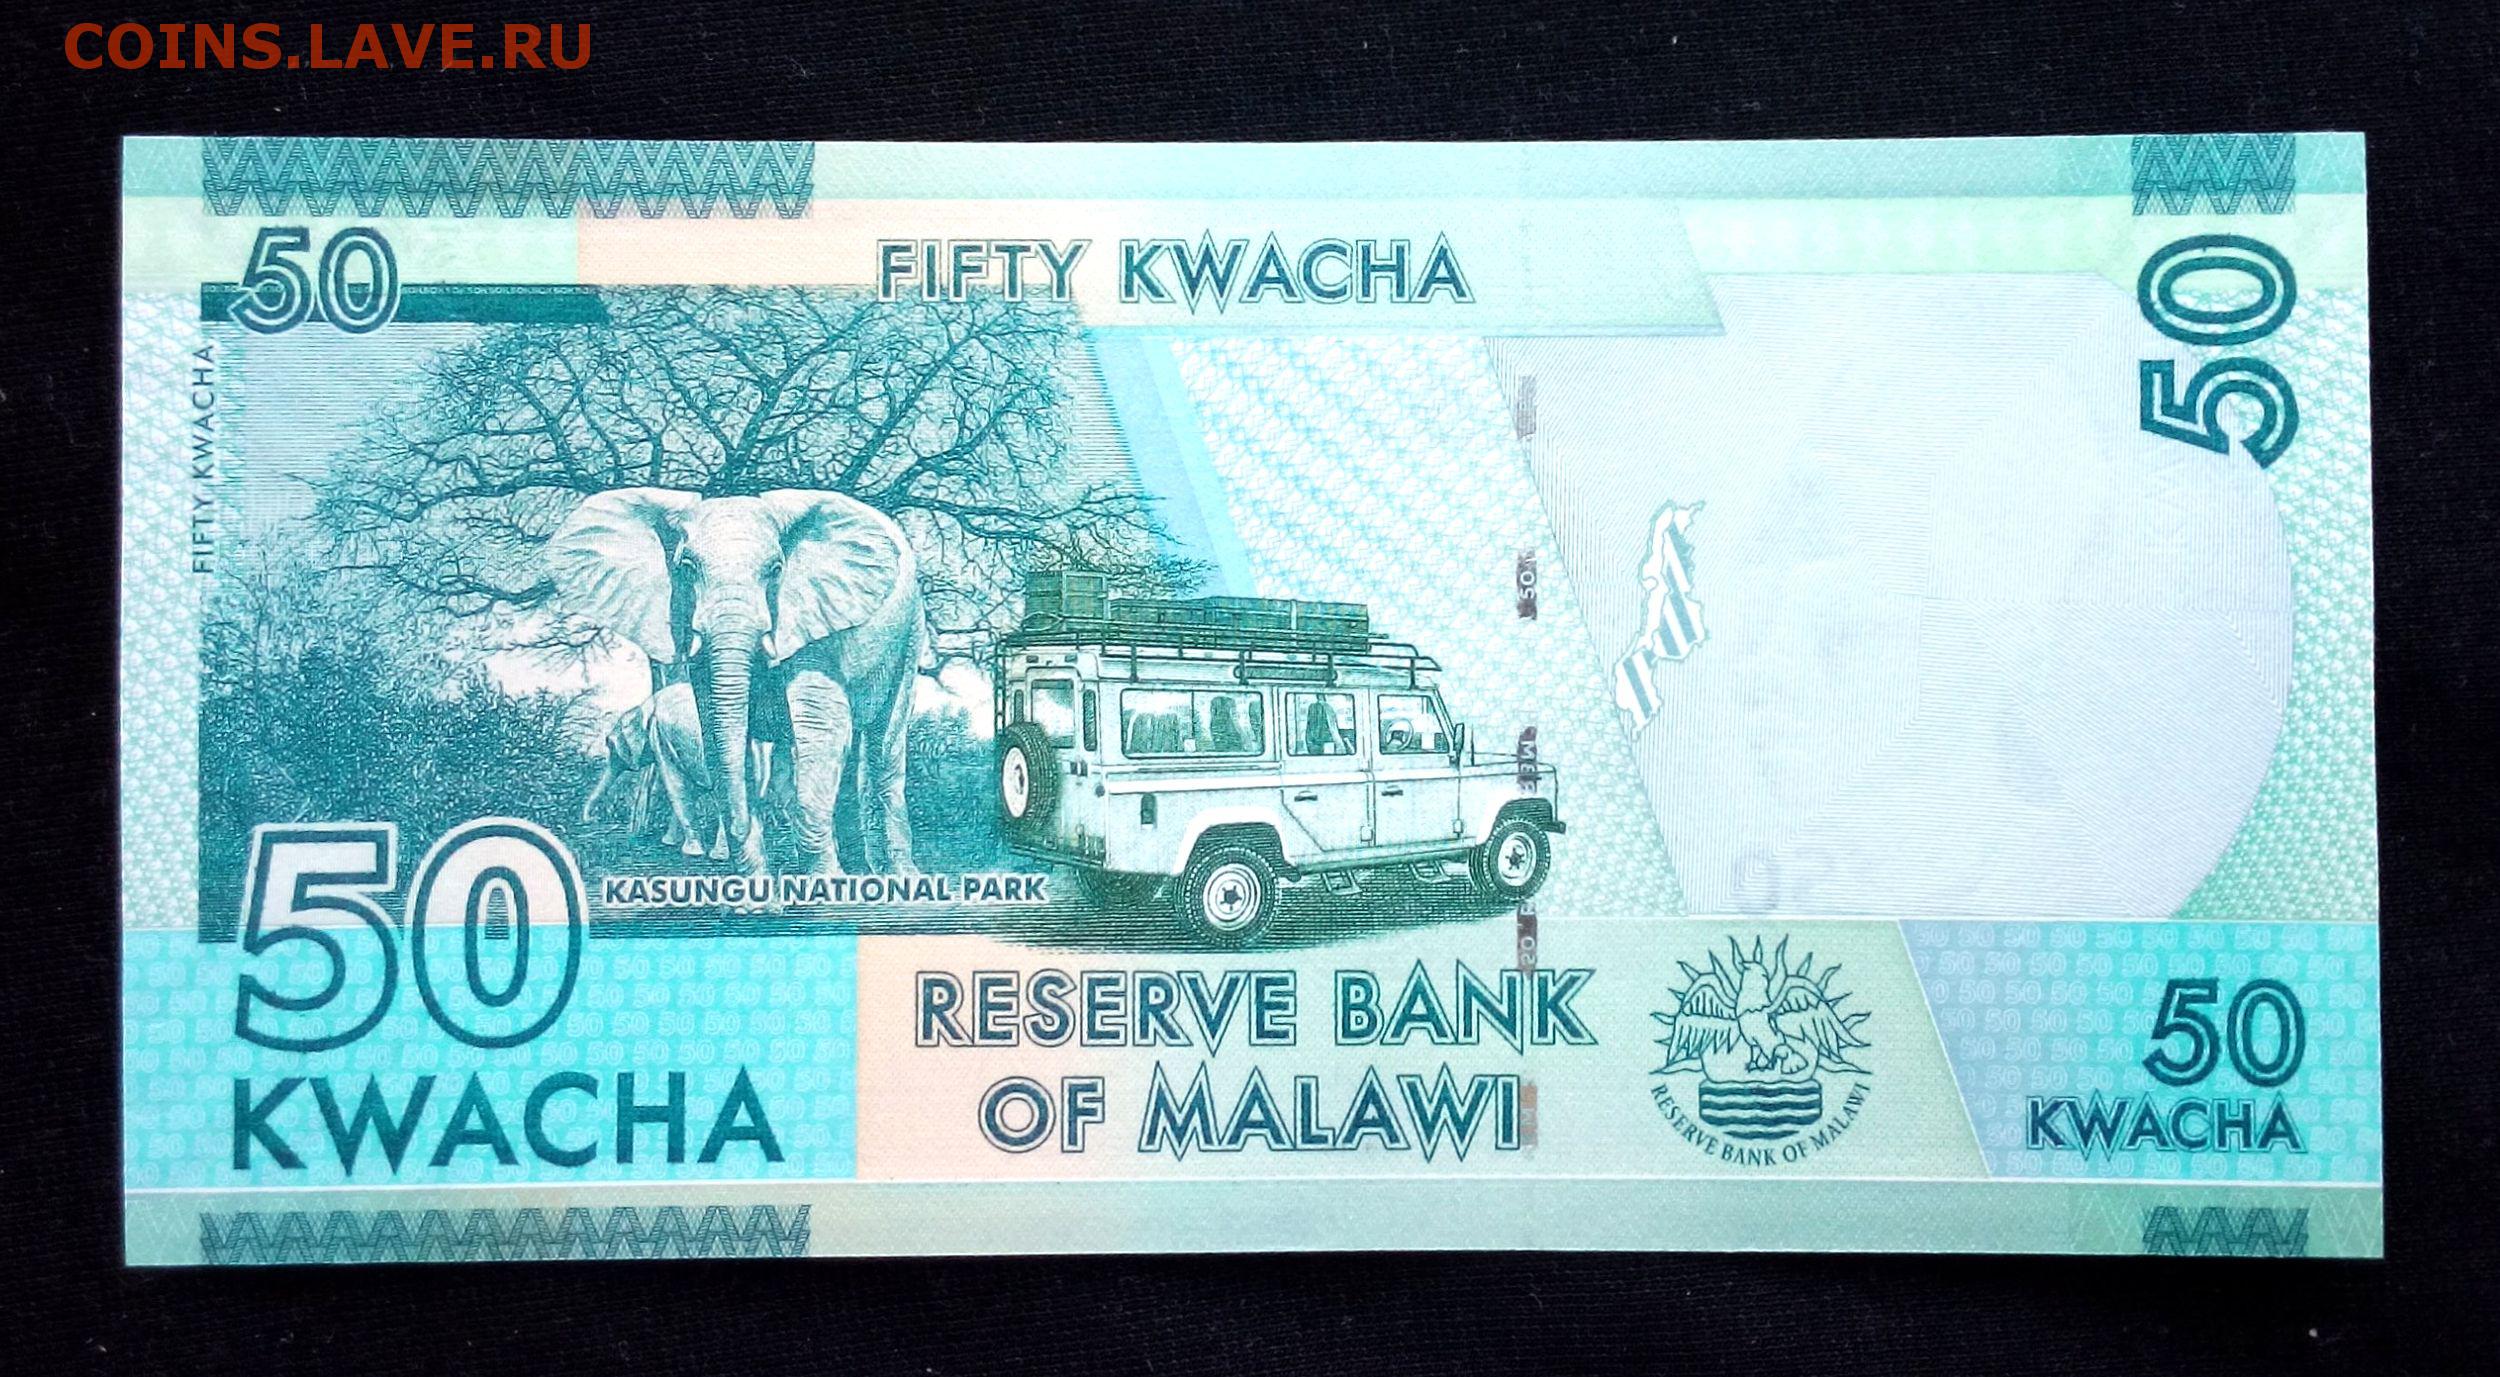 COINS.LAVE.RU
50
FIFTY KWACHA
50
FIFTY KWACHA
50
KASUNGU NATIONAL PARK
50
KWACHA
RESERVE BANK
OF MALAWI
RESERVE BANK OF MALAWI
50
KWACHA